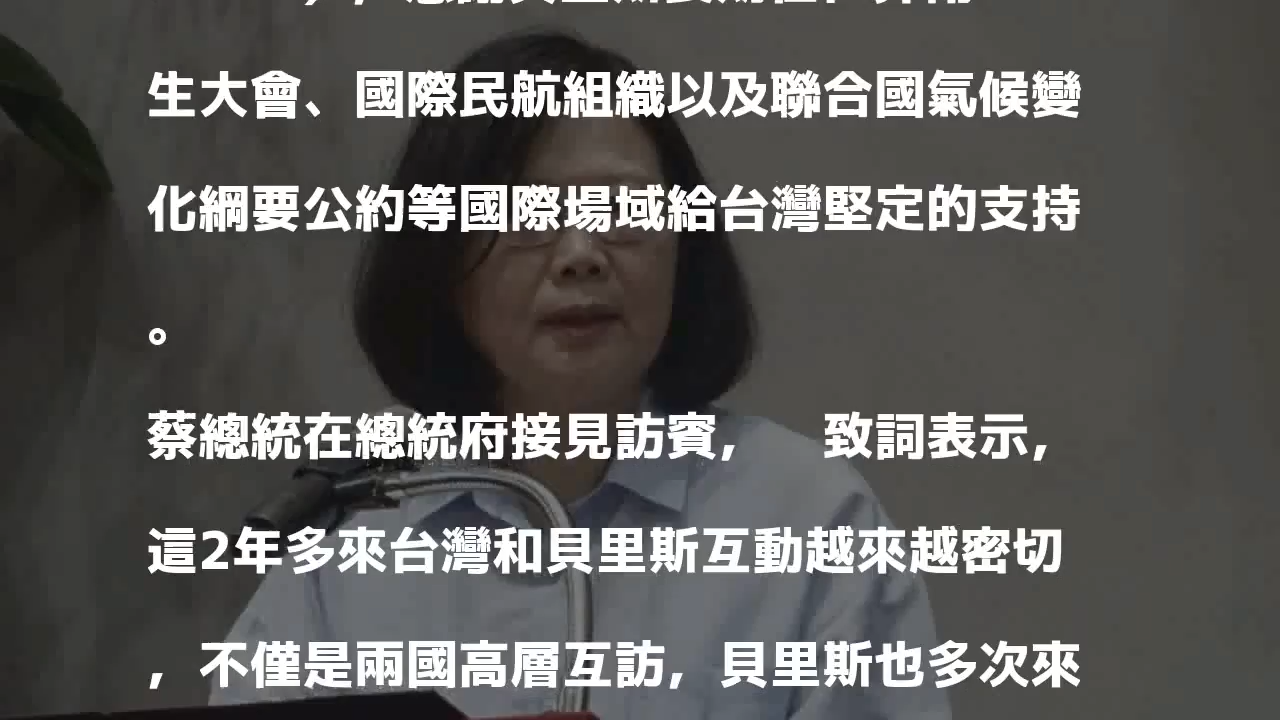 生大會、國際民航組織以及聯合國氣候變
化綱要公約等國際場域給台灣堅定的支持
。
蔡總統在總統府接見訪賓，　致詞表示，
這2年多來台灣和貝里斯互動越來越密切
，不僅是兩國高層互訪，貝里斯也多次來